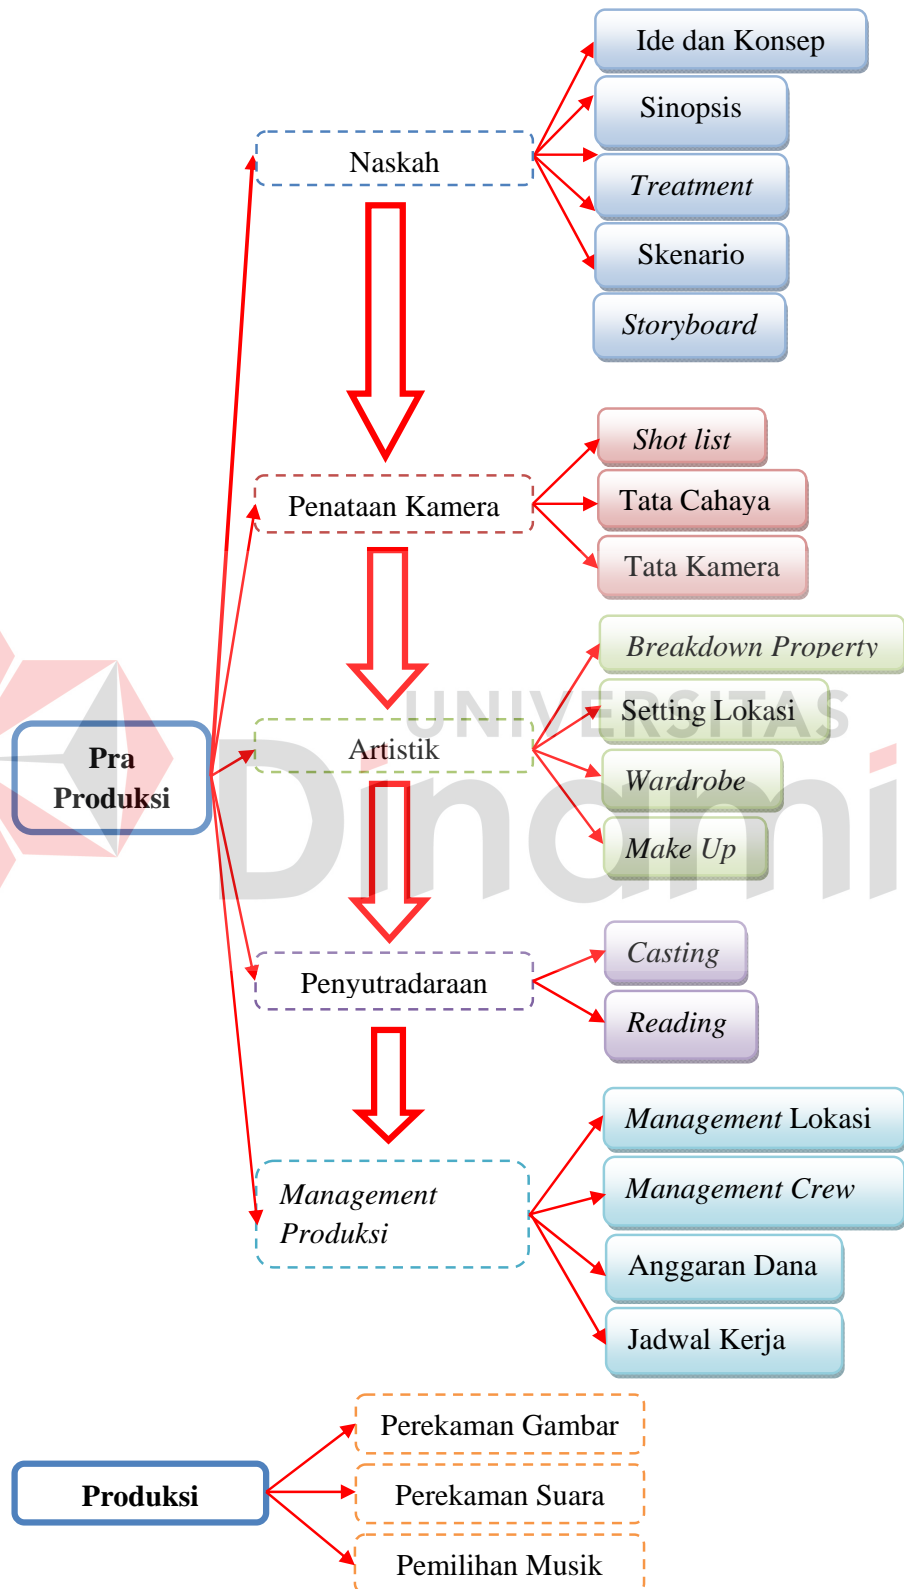 Ide dan Konsep
Sinopsis
Naskah
Treatment
Skenario
Storyboard
Shot list
Penataan Kamera
Tata Cahaya
Tata Kamera
Breakdown Property
Setting Lokasi
UNIVERSITAS
Artistik
Pra
Produksi
Dinami
Wardrobe
Make Up
Casting
Penyutradaraan
Reading
Management Lokasi
Management Crew
Management
Produksi
Anggaran Dana
Jadwal Kerja
Perekaman Gambar
Produksi
Perekaman Suara
Pemilihan Musik